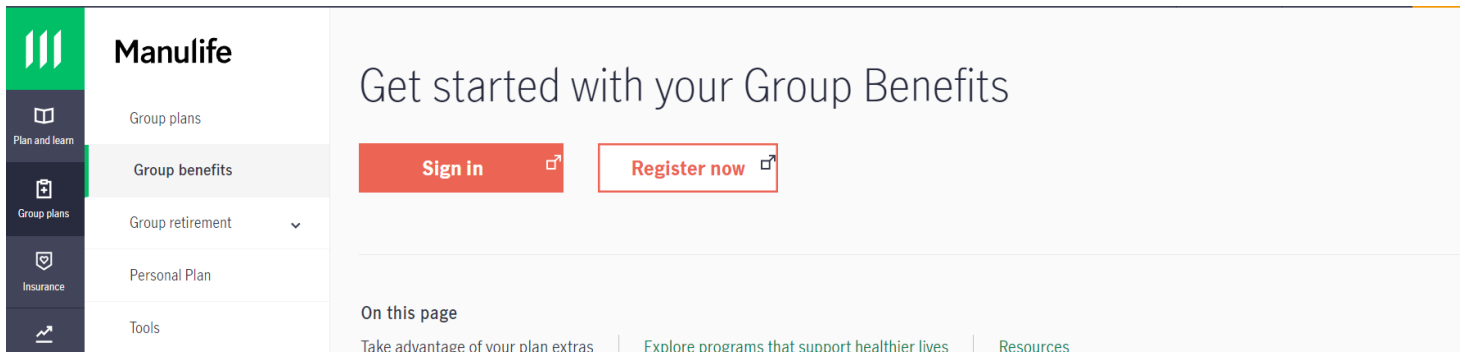 Manulife
Plan and learn
Group plans
Insurance
Group plans
Group benefits
Group retirement
Personal Plan
Tools
Get started with your Group Benefits
Sign in
Register now
On this page
Take advantage of your plan extras
Explore programs that support healthier lives
Resources